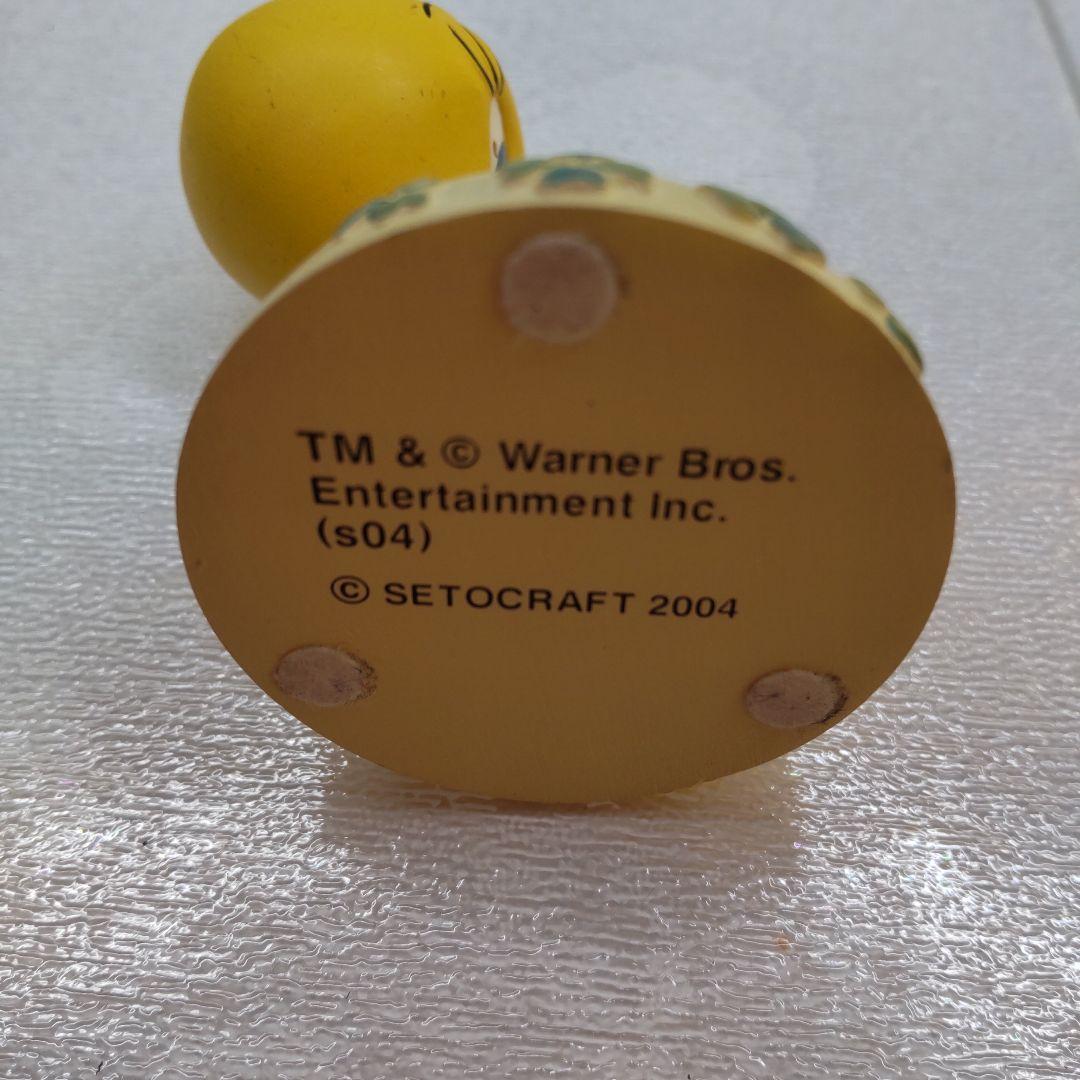 TM & © Warner Bros.
Entertainment Inc.
(s04)
© SETOCRAFT 2004